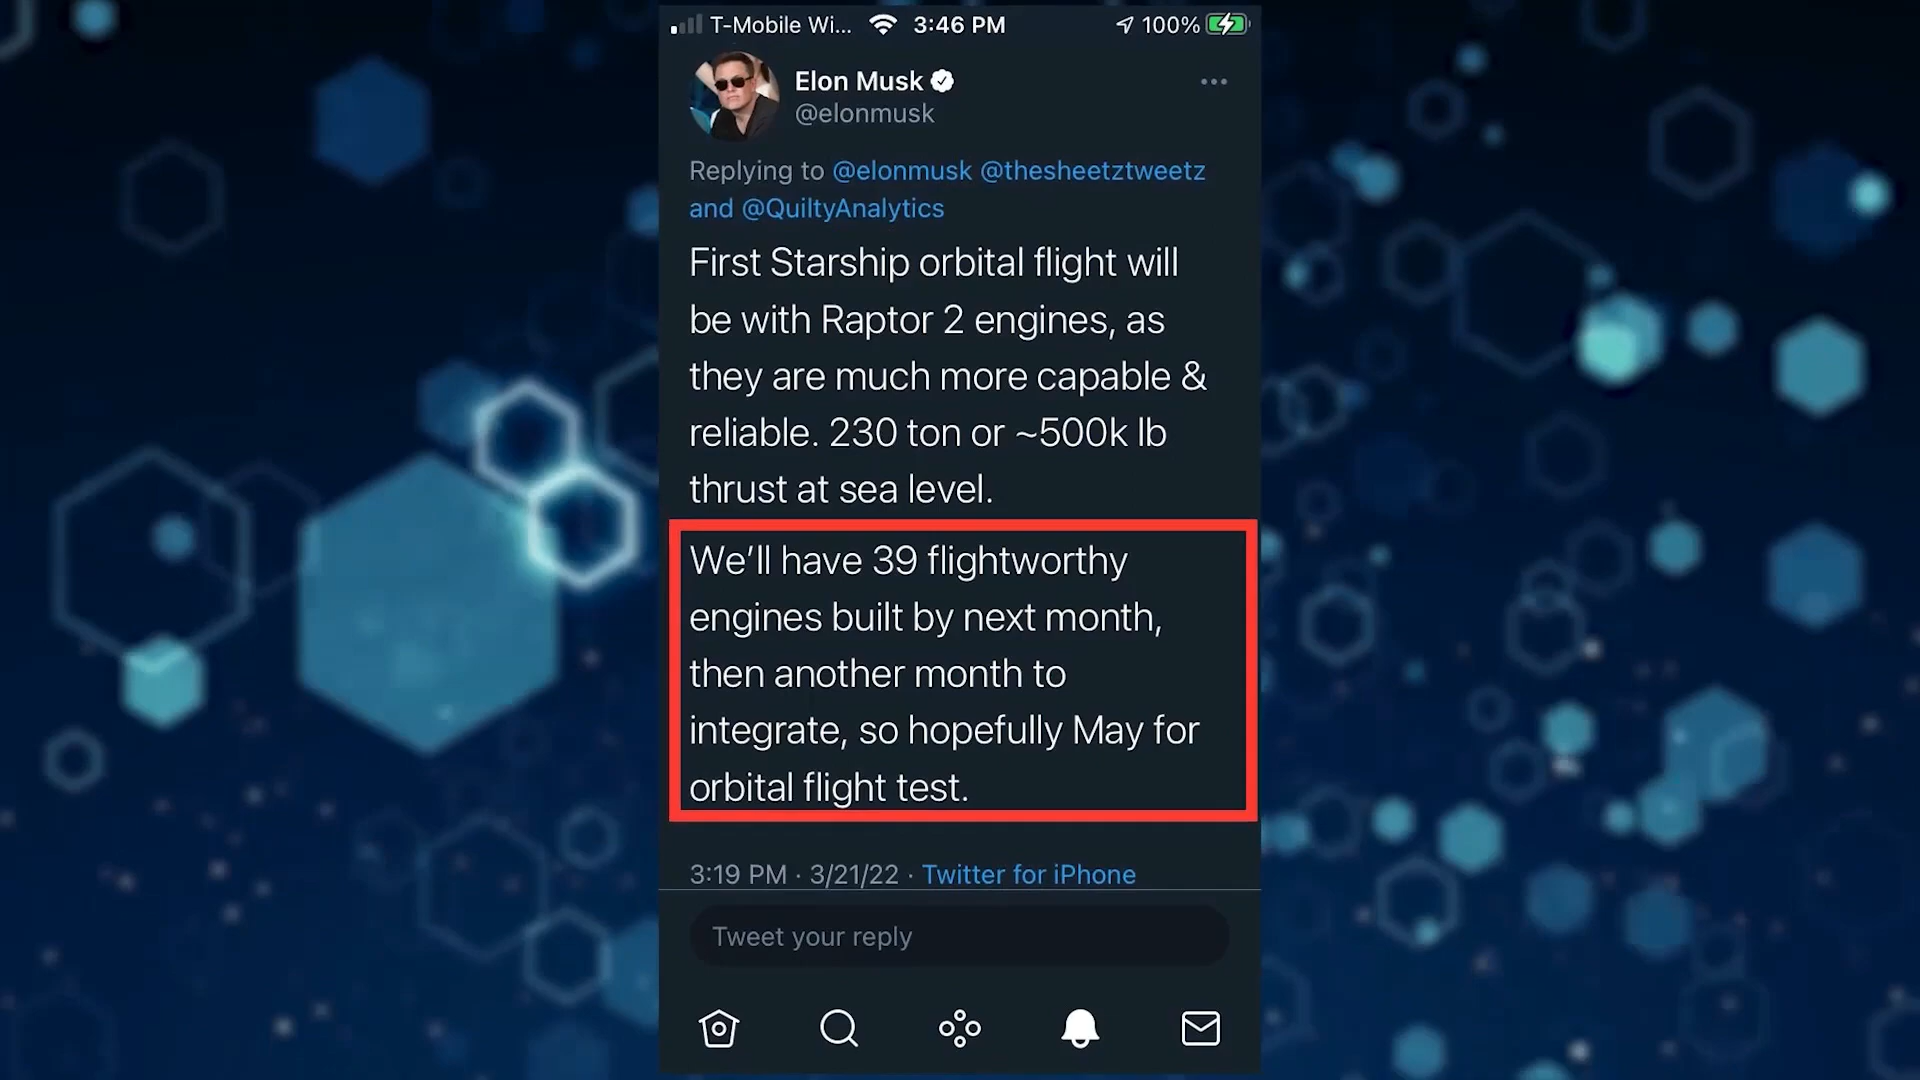 T-Mobile Wi... 3:46 PM 100%
Elon Musk
@elonmusk
Replying to @elonmusk @thesheetztweetz
and @QuiltyAnalytics
First Starship orbital flight will
be with Raptor 2 engines, as
they are much more capable &
reliable. 230 ton or ~500k lb
thrust at sea level.
We’ll have 39 flightworthy
engines built by next month,
then another month to
integrate, so hopefully May for
orbital flight test.
3:19 PM · 3/21/22 · Twitter for iPhone
Tweet your reply